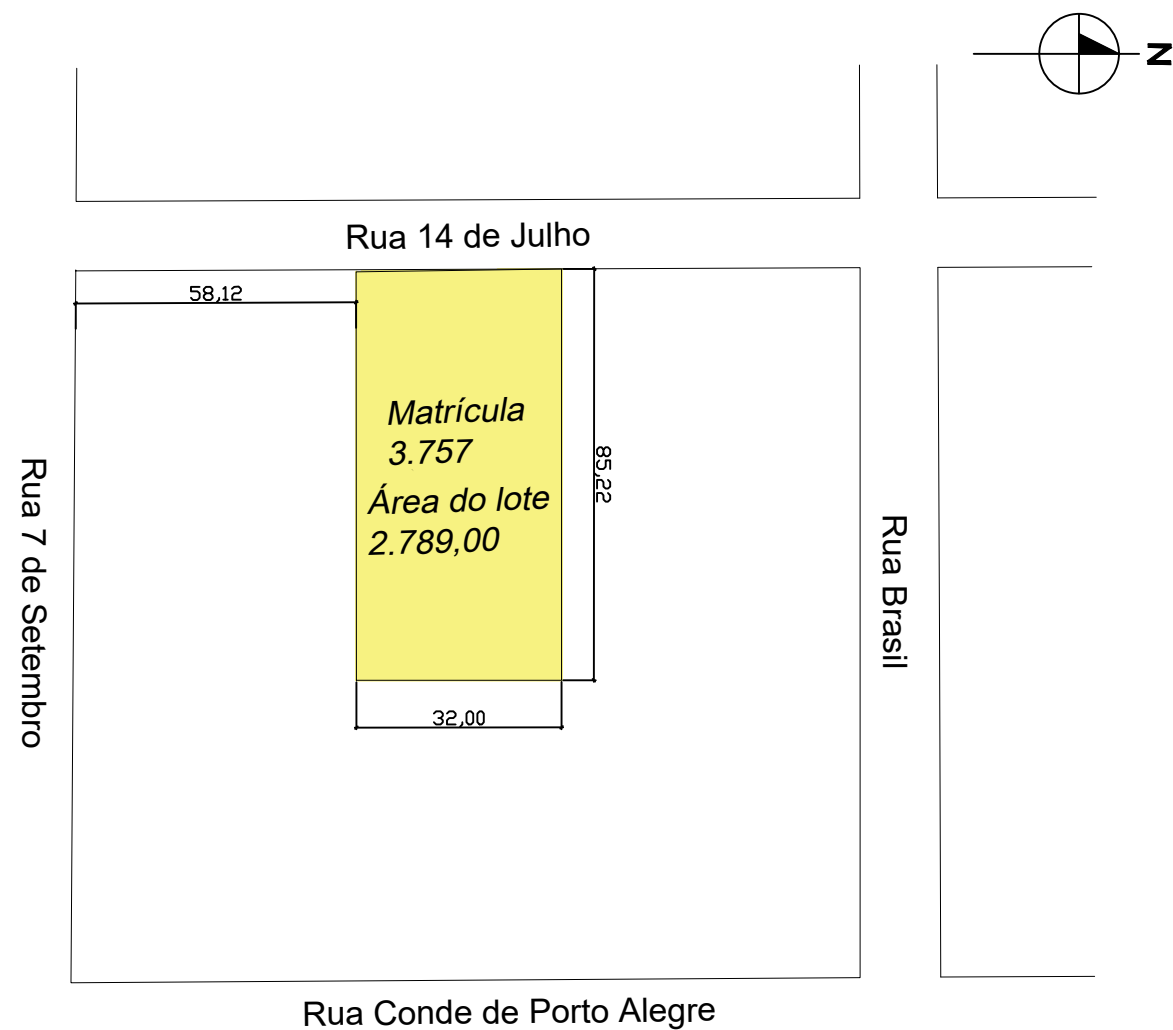 N
Rua 14 de Julho
58,12
Matrícula
3.757
Área do lote
2.789,00
85,22
32,00
Rua 7 de Setembro
Rua Brasil
Rua Conde de Porto Alegre